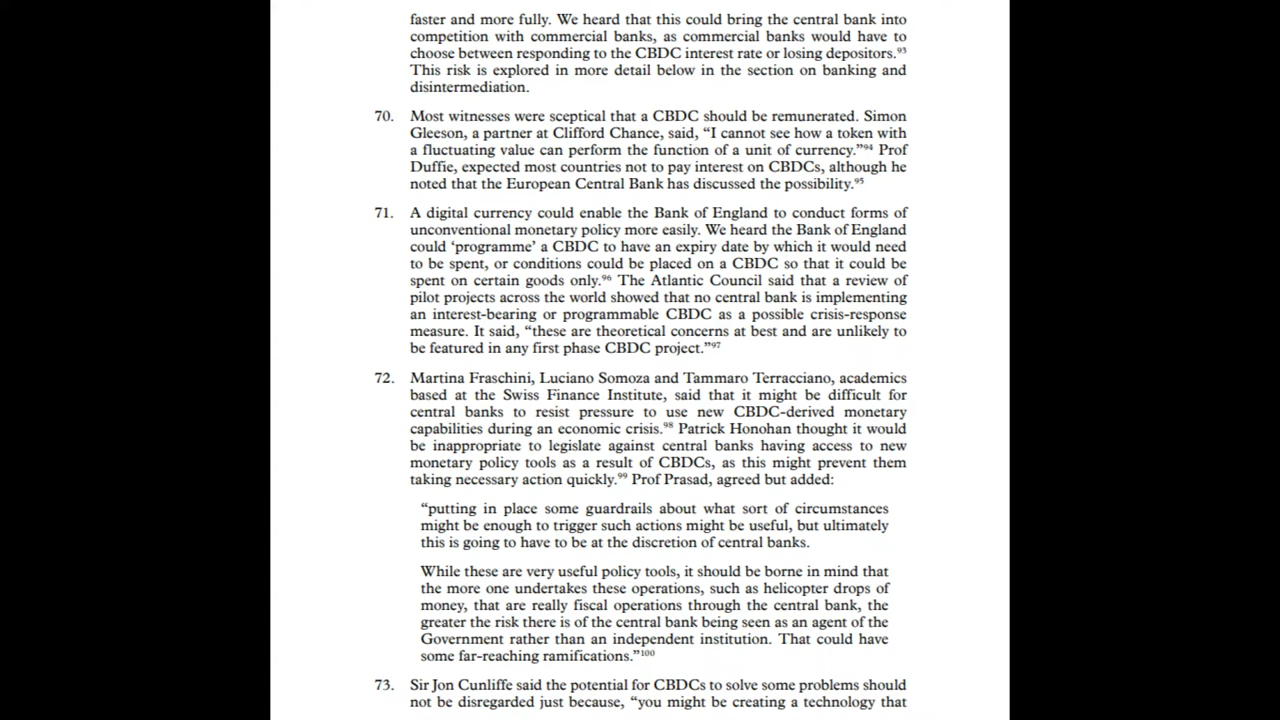 faster and more fully. We heard that this could bring the central bank into
competition with commercial banks, as commercial banks would have to
choose between responding to the CBDC interest rate or losing depositors.⁹³
This risk is explored in more detail below in the section on banking and
disintermediation.
70. Most witnesses were sceptical that a CBDC should be remunerated. Simon
Gleeson, a partner at Clifford Chance, said, “I cannot see how a token with
a fluctuating value can perform the function of a unit of currency.”⁹⁴ Prof
Duffie, expected most countries not to pay interest on CBDCs, although he
noted that the European Central Bank has discussed the possibility.⁹⁵
71. A digital currency could enable the Bank of England to conduct forms of
unconventional monetary policy more easily. We heard the Bank of England
could ‘programme’ a CBDC to have an expiry date by which it would need
to be spent, or conditions could be placed on a CBDC so that it could be
spent on certain goods only.⁹⁶ The Atlantic Council said that a review of
pilot projects across the world showed that no central bank is implementing
an interest-bearing or programmable CBDC as a possible crisis-response
measure. It said, “these are theoretical concerns at best and are unlikely to
be featured in any first phase CBDC project.”⁹⁷
72. Martina Fraschini, Luciano Somoza and Tammaro Terracciano, academics
based at the Swiss Finance Institute, said that it might be difficult for
central banks to resist pressure to use new CBDC-derived monetary
capabilities during an economic crisis.⁹⁸ Patrick Honohan thought it would
be inappropriate to legislate against central banks having access to new
monetary policy tools as a result of CBDCs, as this might prevent them
taking necessary action quickly.⁹⁹ Prof Prasad, agreed but added:
“putting in place some guardrails about what sort of circumstances
might be enough to trigger such actions might be useful, but ultimately
this is going to have to be at the discretion of central banks.
While these are very useful policy tools, it should be borne in mind that
the more one undertakes these operations, such as helicopter drops of
money, that are really fiscal operations through the central bank, the
greater the risk there is of the central bank being seen as an agent of the
Government rather than an independent institution. That could have
some far-reaching ramifications.”¹⁰⁰
73. Sir Jon Cunliffe said the potential for CBDCs to solve some problems should
not be disregarded just because, “you might be creating a technology that